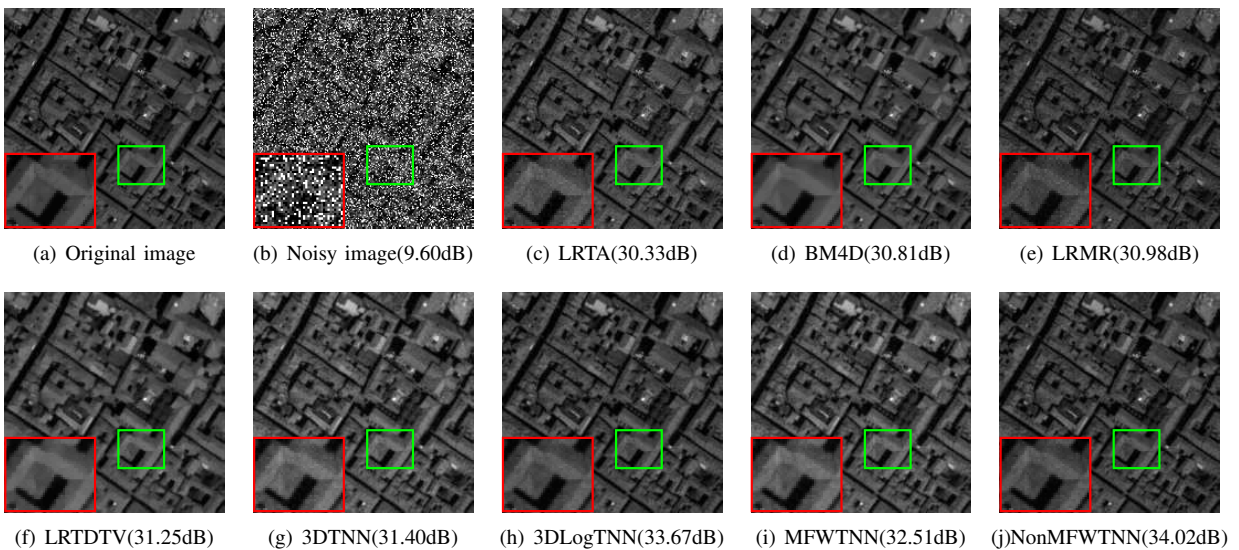 (a) Original image
(b) Noisy image(9.60dB)
(c) LRTA(30.33dB)
(d) BM4D(30.81dB)
(e) LRMR(30.98dB)
(f) LRTDTV(31.25dB)
(g) 3DTNN(31.40dB)
(h) 3DLogTNN(33.67dB)
(i) MFWTNN(32.51dB)
(j)NonMFWTNN(34.02dB)